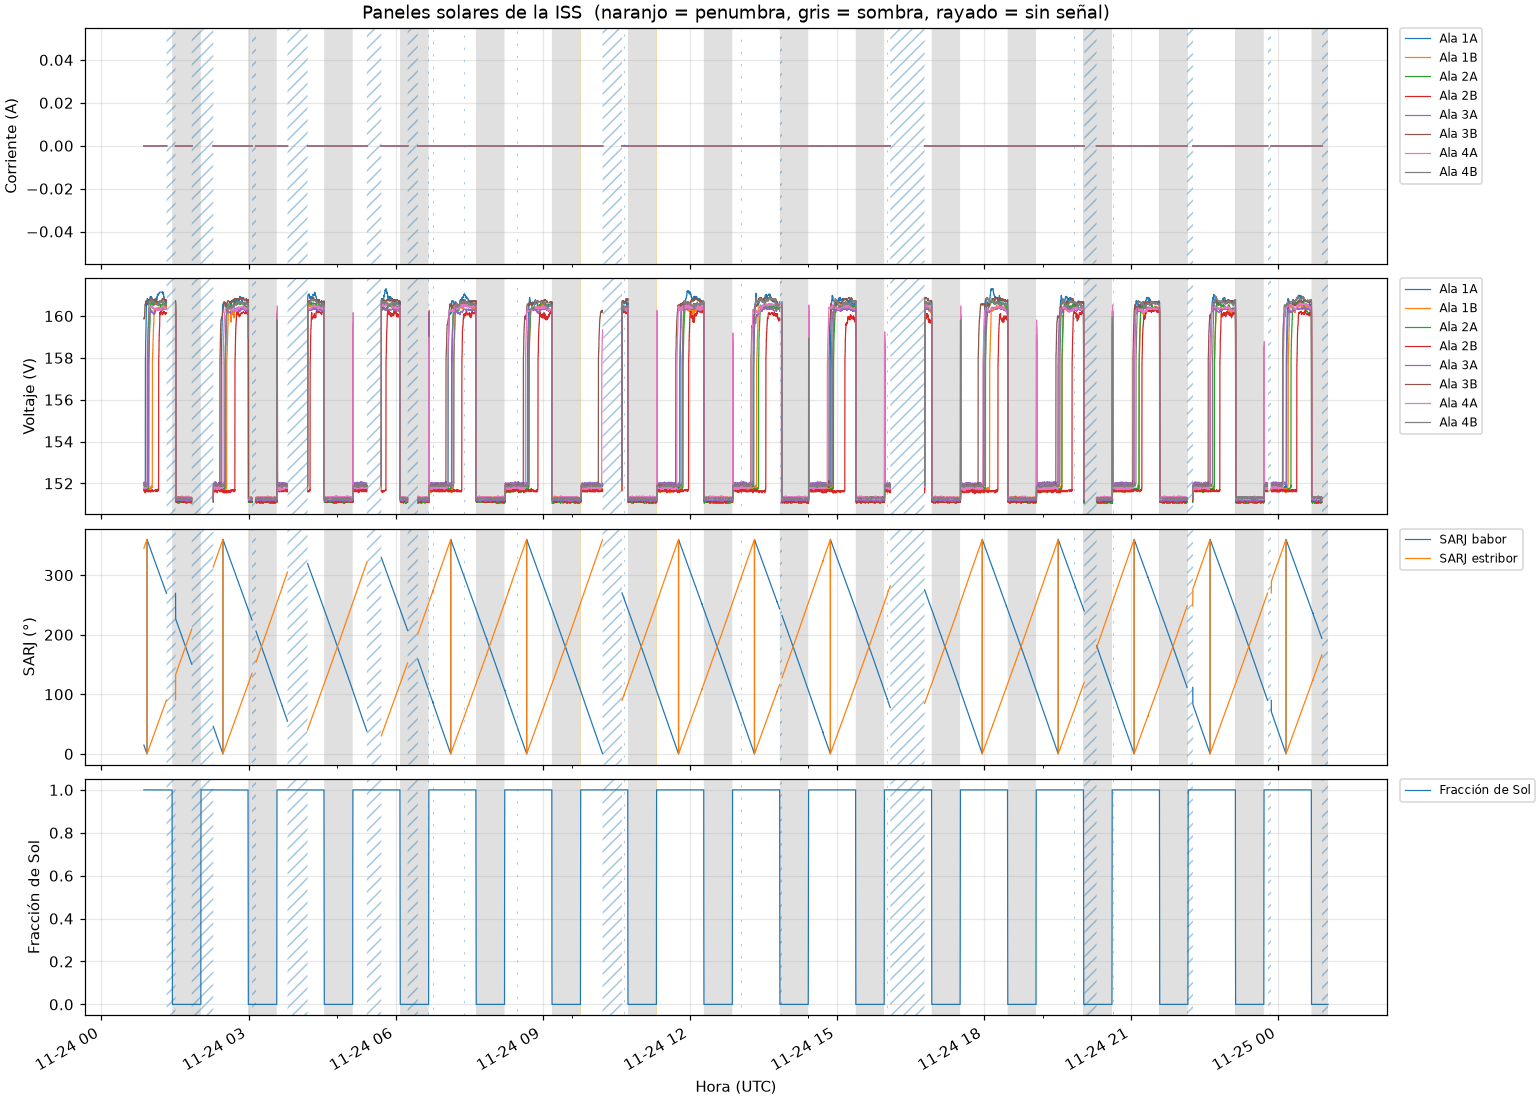 Paneles solares de la ISS  (naranjo = penumbra, gris = sombra, rayado = sin señal)
Corriente (A)
0.04
0.02
0.00
−0.02
−0.04
Ala 1A
Ala 1B
Ala 2A
Ala 2B
Ala 3A
Ala 3B
Ala 4A
Ala 4B
Voltaje (V)
160
158
156
154
152
Ala 1A
Ala 1B
Ala 2A
Ala 2B
Ala 3A
Ala 3B
Ala 4A
Ala 4B
SARJ (°)
300
200
100
0
SARJ babor
SARJ estribor
Fracción de Sol
1.0
0.8
0.6
0.4
0.2
0.0
Fracción de Sol
11-24 00
11-24 03
11-24 06
11-24 09
11-24 12
11-24 15
11-24 18
11-24 21
11-25 00
Hora (UTC)